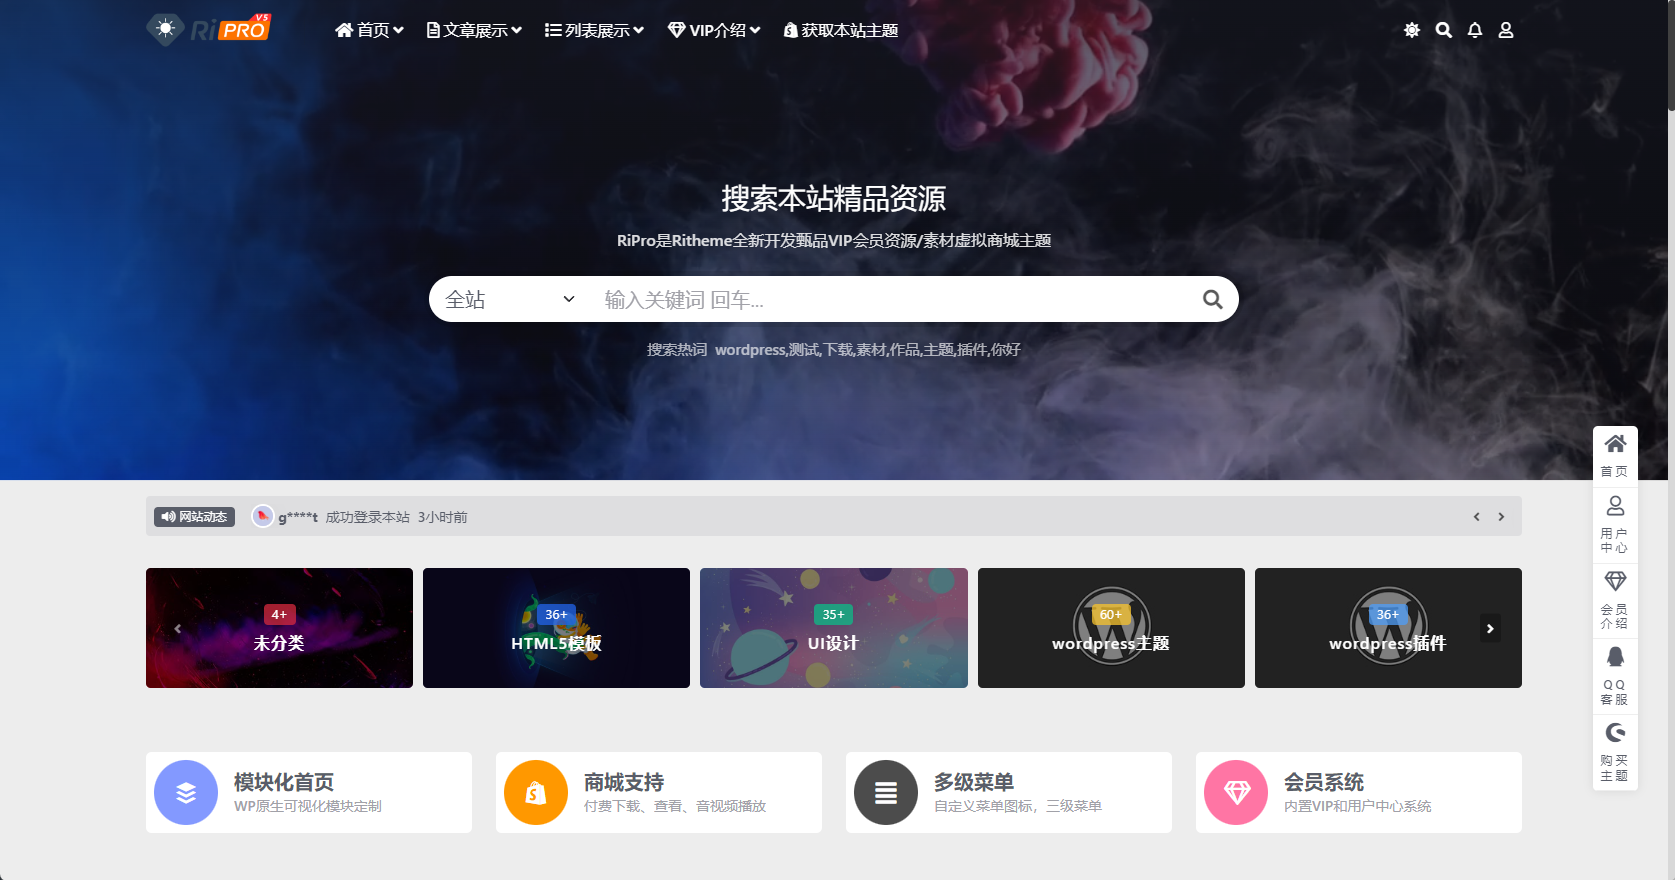 RiPRO V5
首页
文章展示
列表展示
VIP介绍
获取本站主题
搜索本站精品资源
RiPro是Ritheme全新开发甄品VIP会员资源/素材虚拟商城主题
全站
输入关键词 回车...
搜索热词 wordpress,测试,下载,素材,作品,主题,插件,你好
网站动态
g****t 成功登录本站 3小时前
4+
未分类
36+
HTML5模板
35+
UI设计
60+
wordpress主题
36+
wordpress插件
模块化首页
WP原生可视化模块定制
商城支持
付费下载、查看、音视频播放
多级菜单
自定义菜单图标，三级菜单
会员系统
内置VIP和用户中心系统
首页
用户
中心
会员
介绍
QQ
客服
购买
主题